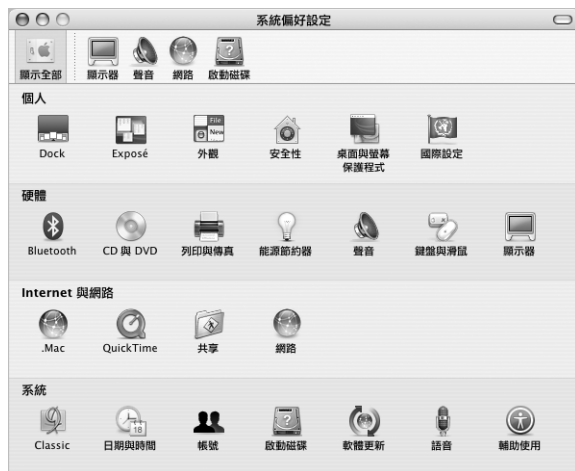 系統偏好設定
顯示全部 顯示器 聲音 網路 啟動磁碟
個人
Dock Exposé 外觀 安全性 桌面與螢幕保護程式 國際設定
File
New
硬體
Bluetooth CD 與 DVD 列印與傳真 能源節約器 聲音 鍵盤與滑鼠 顯示器
Internet 與網路
.Mac QuickTime 共享 網路
系統
18
Classic 日期與時間 帳號 啟動磁碟 軟體更新 語音 輔助使用